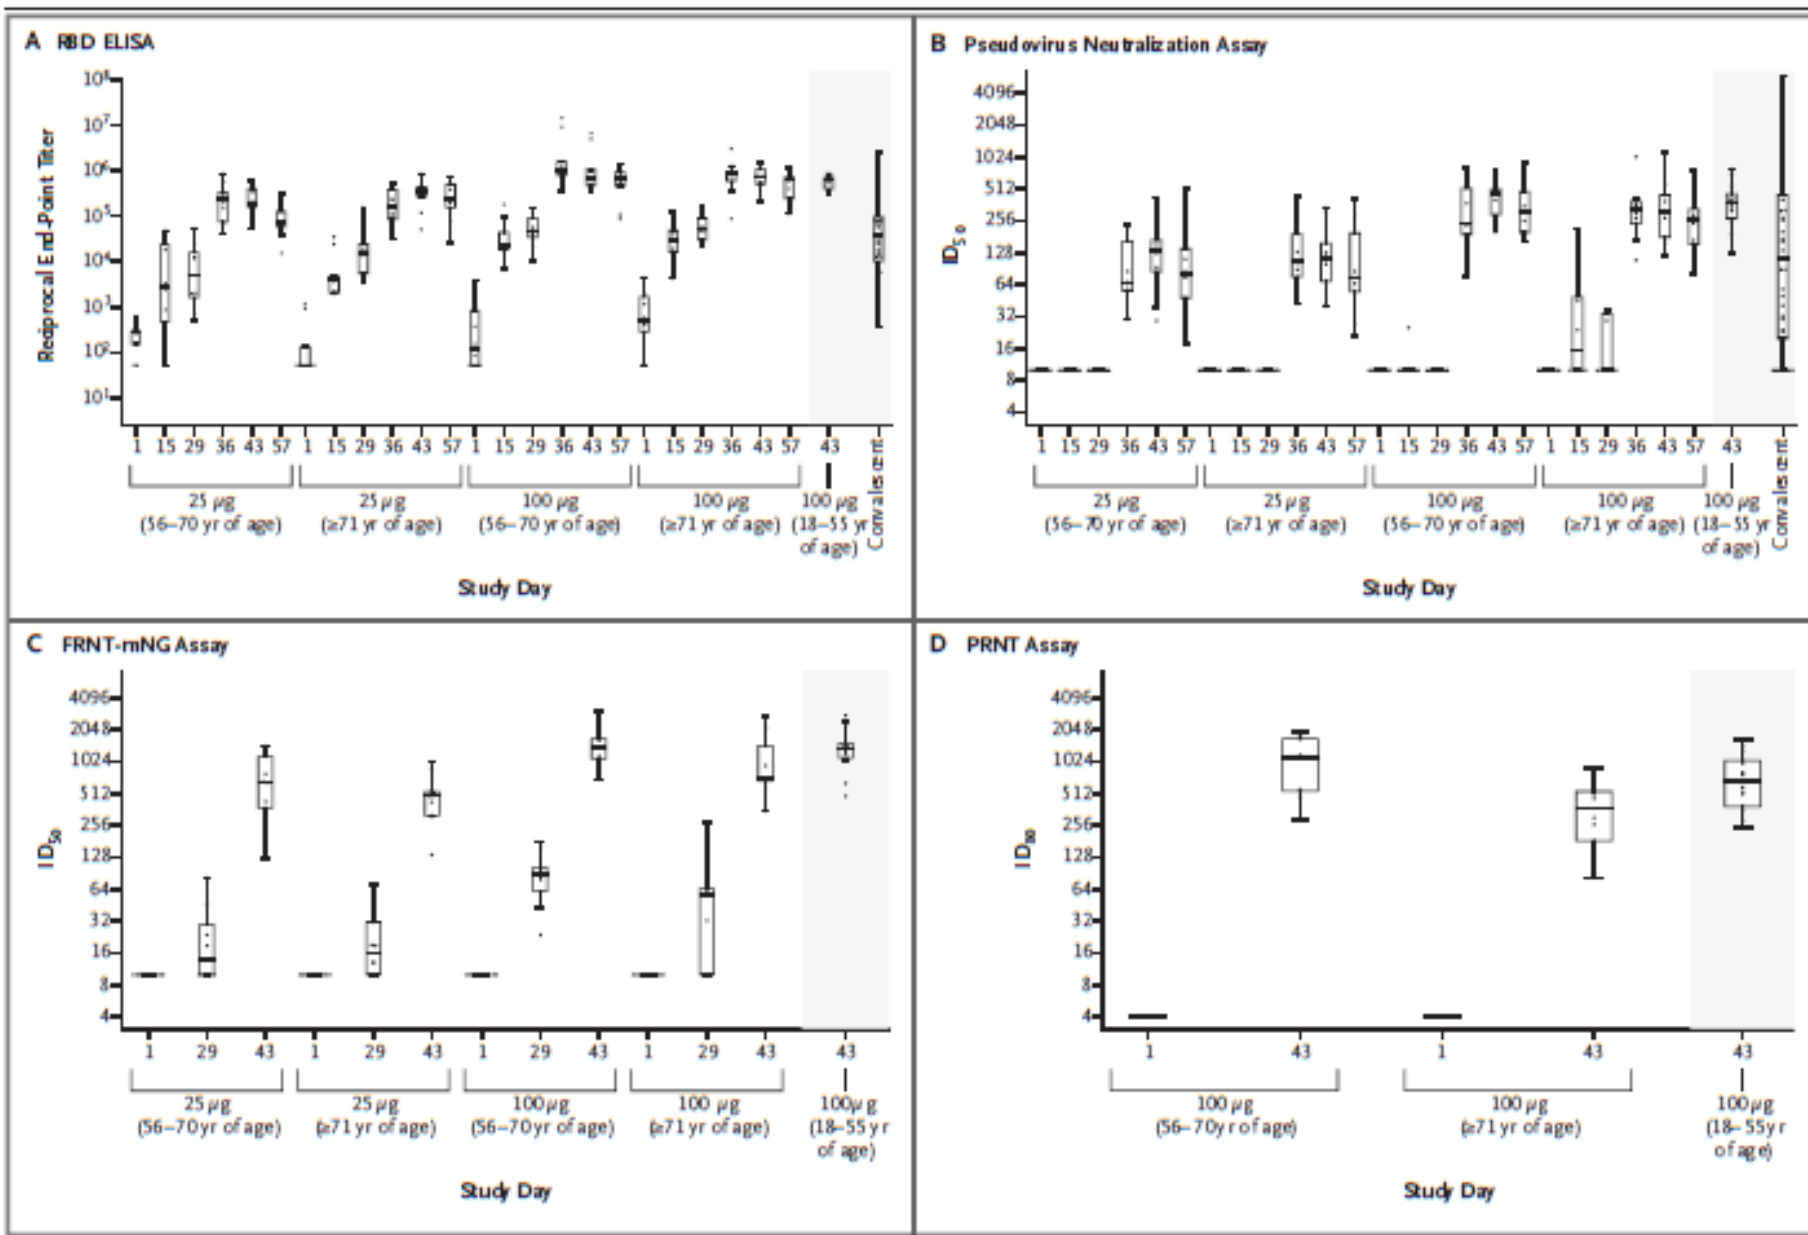 A RBD ELISA
Reciprocal End-Point Titer
10⁸
10⁷
10⁶
10⁵
10⁴
10³
10²
10¹
1 15 29 36 43 57 1 15 29 36 43 57 1 15 29 36 43 57 1 15 29 36 43 57 43 Convalescent
25 µg 25 µg 100 µg 100 µg 100 µg
(56–70 yr of age) (≥71 yr of age) (56–70 yr of age) (≥71 yr of age) (18–55 yr
of age)
Study Day
B Pseudovirus Neutralization Assay
ID₅₀
4096
2048
1024
512
256
128
64
32
16
8
4
1 15 29 36 43 57 1 15 29 36 43 57 1 15 29 36 43 57 1 15 29 36 43 57 43 Convalescent
25 µg 25 µg 100 µg 100 µg 100 µg
(56–70 yr of age) (≥71 yr of age) (56–70 yr of age) (≥71 yr of age) (18–55 yr
of age)
Study Day
C FRNT-mNG Assay
ID₅₀
4096
2048
1024
512
256
128
64
32
16
8
4
1 29 43 1 29 43 1 29 43 1 29 43 43
25 µg 25 µg 100 µg 100 µg 100 µg
(56–70 yr of age) (≥71 yr of age) (56–70 yr of age) (≥71 yr of age) (18–55 yr
of age)
Study Day
D PRNT Assay
ID₈₀
4096
2048
1024
512
256
128
64
32
16
8
4
1 43 1 43 43
100 µg 100 µg 100 µg
(56–70 yr of age) (≥71 yr of age) (18–55 yr
of age)
Study Day